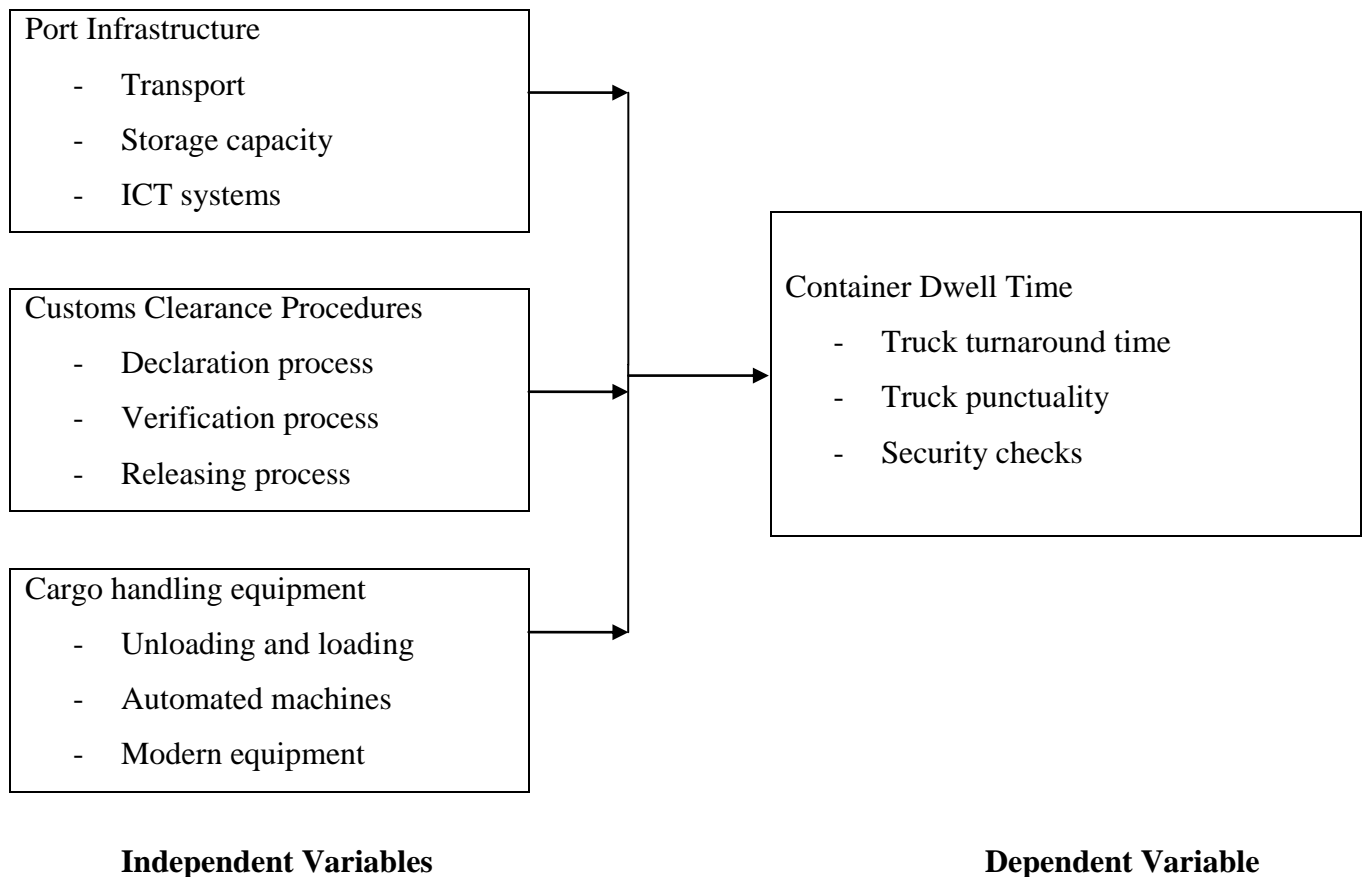 Port Infrastructure
- Transport
- Storage capacity
- ICT systems
Customs Clearance Procedures
- Declaration process
- Verification process
- Releasing process
Cargo handling equipment
- Unloading and loading
- Automated machines
- Modern equipment
Container Dwell Time
- Truck turnaround time
- Truck punctuality
- Security checks
Independent Variables
Dependent Variable